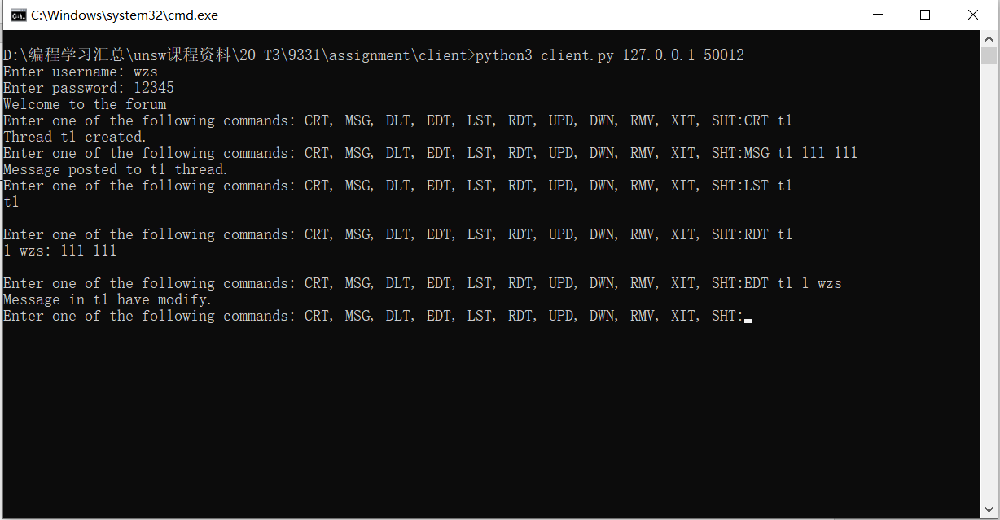 C:\Windows\system32\cmd.exe
D:\编程学习汇总\unsw课程资料\20 T3\9331\assignment\client>python3 client.py 127.0.0.1 50012
Enter username: wzs
Enter password: 12345
Welcome to the forum
Enter one of the following commands: CRT, MSG, DLT, EDT, LST, RDT, UPD, DWN, RMV, XIT, SHT:CRT t1
Thread t1 created.
Enter one of the following commands: CRT, MSG, DLT, EDT, LST, RDT, UPD, DWN, RMV, XIT, SHT:MSG t1 111 111
Message posted to t1 thread.
Enter one of the following commands: CRT, MSG, DLT, EDT, LST, RDT, UPD, DWN, RMV, XIT, SHT:LST t1
t1
Enter one of the following commands: CRT, MSG, DLT, EDT, LST, RDT, UPD, DWN, RMV, XIT, SHT:RDT t1
1 wzs: 111 111
Enter one of the following commands: CRT, MSG, DLT, EDT, LST, RDT, UPD, DWN, RMV, XIT, SHT:EDT t1 1 wzs
Message in t1 have modify.
Enter one of the following commands: CRT, MSG, DLT, EDT, LST, RDT, UPD, DWN, RMV, XIT, SHT: